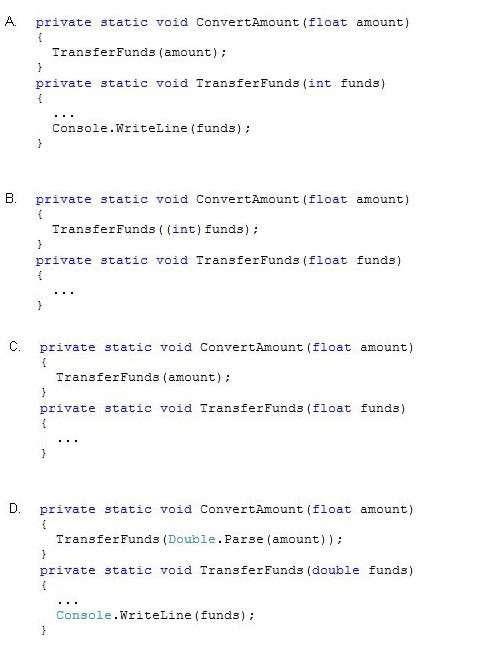 A. private static void ConvertAmount(float amount)
{
TransferFunds(amount);
}
private static void TransferFunds(int funds)
{
...
Console.WriteLine(funds);
}
B. private static void ConvertAmount(float amount)
{
TransferFunds((int)funds);
}
private static void TransferFunds(float funds)
{
...
}
C. private static void ConvertAmount(float amount)
{
TransferFunds(amount);
}
private static void TransferFunds(float funds)
{
...
}
D. private static void ConvertAmount(float amount)
{
TransferFunds(Double.Parse(amount));
}
private static void TransferFunds(double funds)
{
...
Console.WriteLine(funds);
}